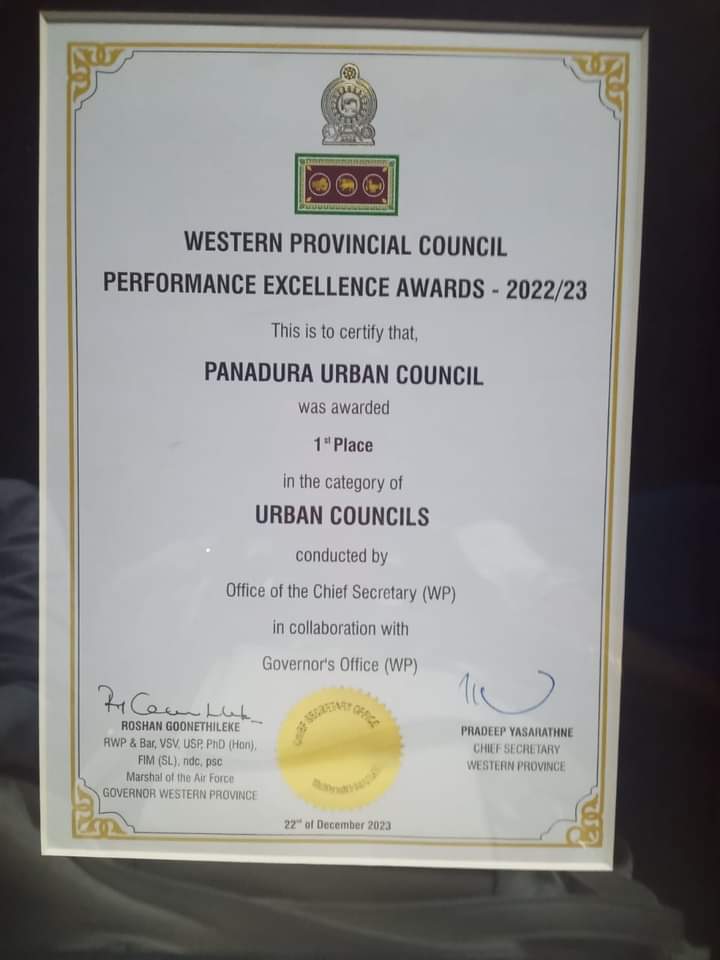 WESTERN PROVINCIAL COUNCIL
PERFORMANCE EXCELLENCE AWARDS - 2022/23
This is to certify that,
PANADURA URBAN COUNCIL
was awarded
1st Place
in the category of
URBAN COUNCILS
conducted by
Office of the Chief Secretary (WP)
in collaboration with
Governor's Office (WP)
ROSHAN GOONETHILEKE
RWP & Bar, VSV, USP, PhD (Hon),
FIM (SL), ndc, psc
Marshal of the Air Force
GOVERNOR WESTERN PROVINCE
CHIEF SECRETARY OFFICE
PRADEEP YASARATHNE
CHIEF SECRETARY
WESTERN PROVINCE
22nd of December 2023